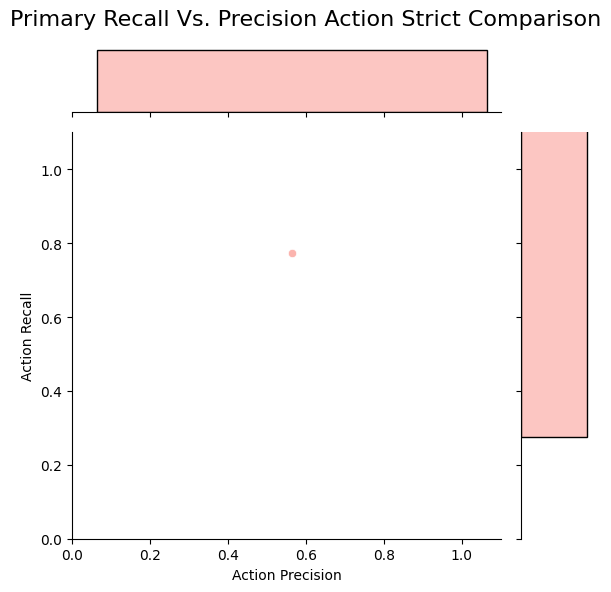 Primary Recall Vs. Precision Action Strict Comparison
1.0
0.8
0.6
0.4
0.2
0.0
Action Recall
0.0 0.2 0.4 0.6 0.8 1.0
Action Precision